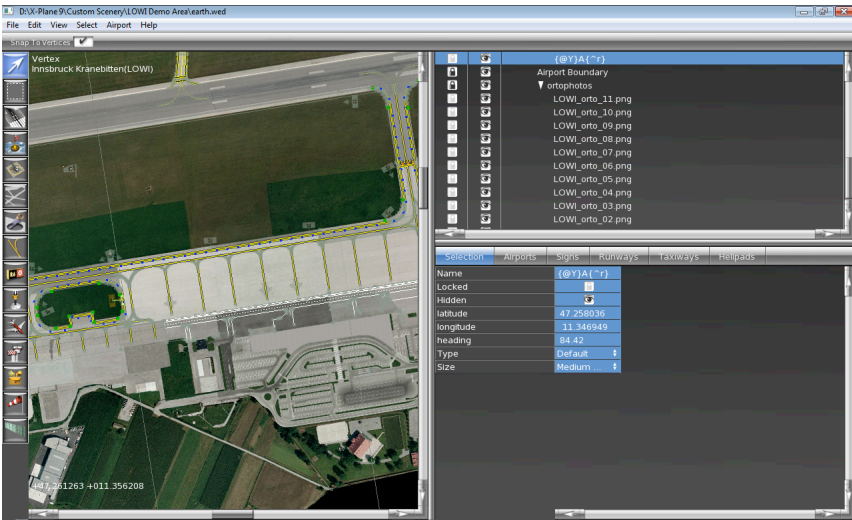 D:\X-Plane 9\Custom Scenery\LOWI Demo Area\earth.wed
File Edit View Select Airport Help
Snap To Vertices
Vertex
Innsbruck Kranebitten(LOWI)
+47.261263 +011.356208
{@Y}A{^r}
Airport Boundary
ortophotos
LOWI_orto_11.png
LOWI_orto_10.png
LOWI_orto_09.png
LOWI_orto_08.png
LOWI_orto_07.png
LOWI_orto_06.png
LOWI_orto_05.png
LOWI_orto_04.png
LOWI_orto_03.png
LOWI_orto_02.png
Selection Airports Signs Runways Taxiways Helipads
Name {@Y}A{^r}
Locked
Hidden
latitude 47.258036
longitude 11.346949
heading 84.42
Type Default
Size Medium ...